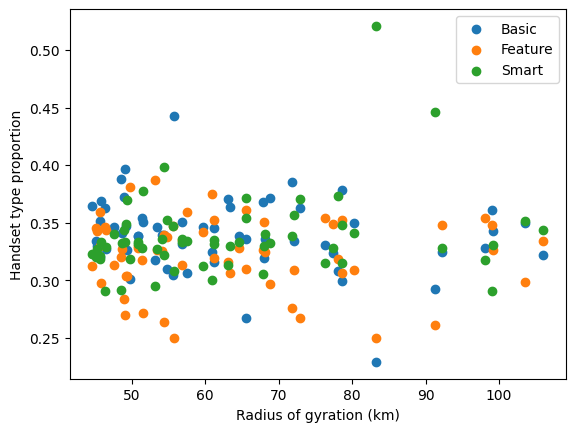 Basic
Feature
Smart
Handset type proportion
0.50
0.45
0.40
0.35
0.30
0.25
50 60 70 80 90 100
Radius of gyration (km)